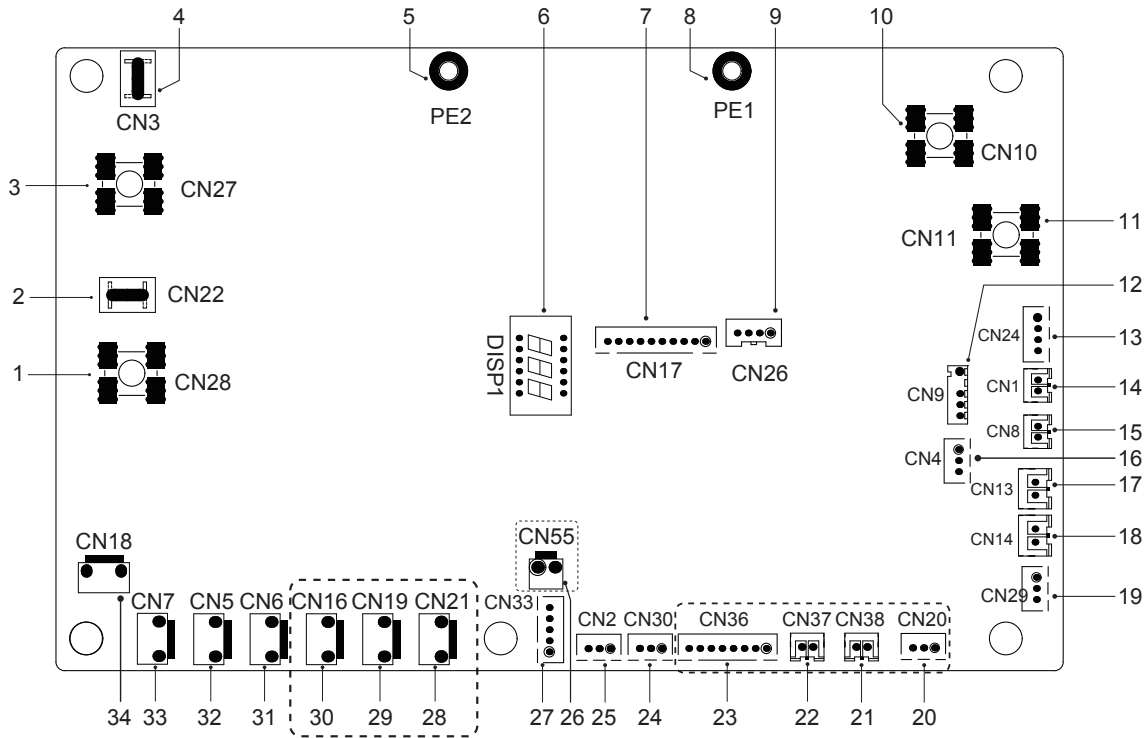 4 5 6 7 8 9 10
CN3 PE2 PE1
CN10
3 CN27
CN11 11
12
2 CN22
CN24 13
DISP1 CN17 CN26
1 CN28
CN9 CN1 14
CN8 15
CN4 16
CN13 17
CN18 CN55 CN14 18
CN7 CN5 CN6 CN16 CN19 CN21 CN33 CN2 CN30 CN36 CN37 CN38 CN20
CN29 19
34 33 32 31 30 29 28 27 26 25 24 23 22 21 20